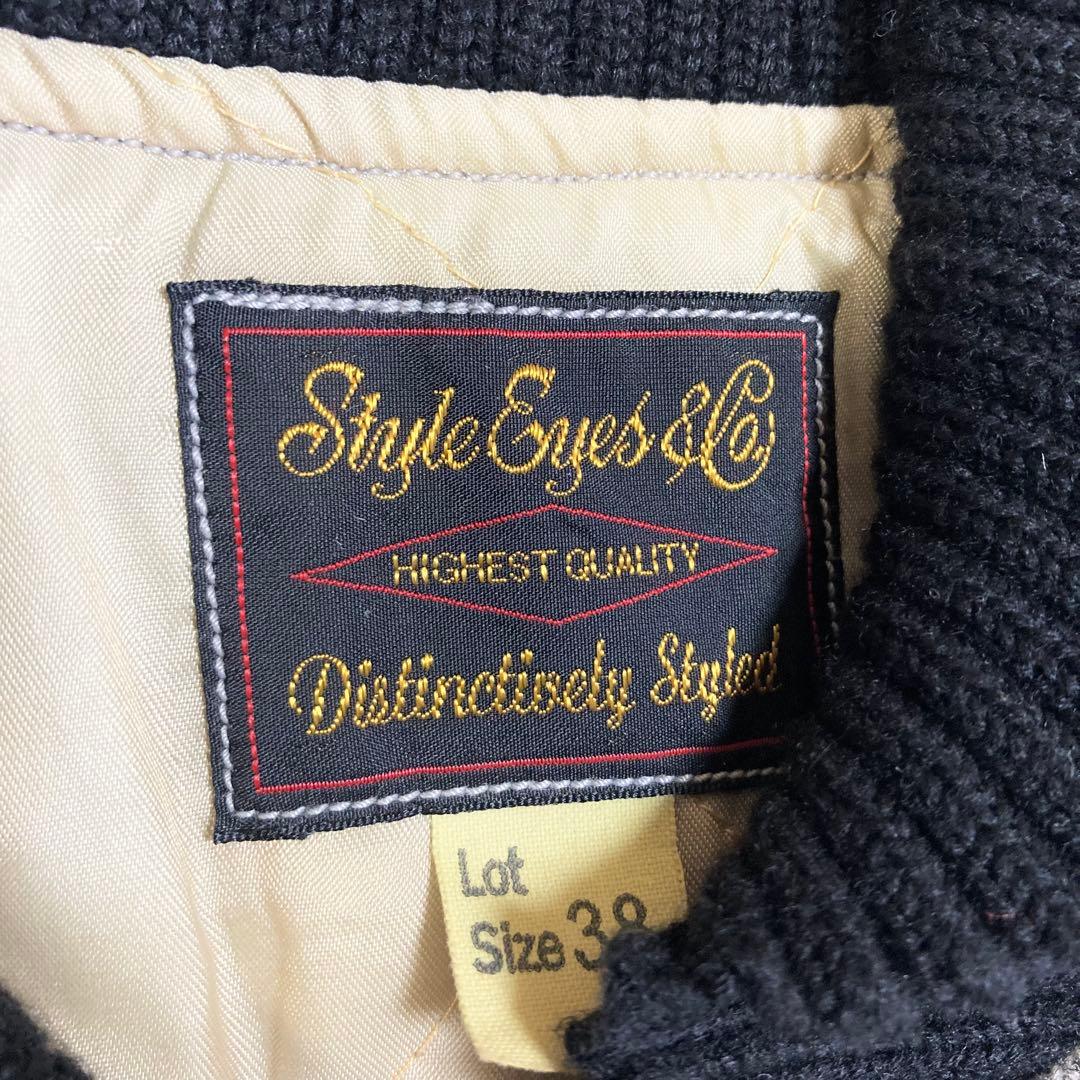 Style Eyes & Co.
HIGHEST QUALITY
Distinctively Styled
Lot
Size 38